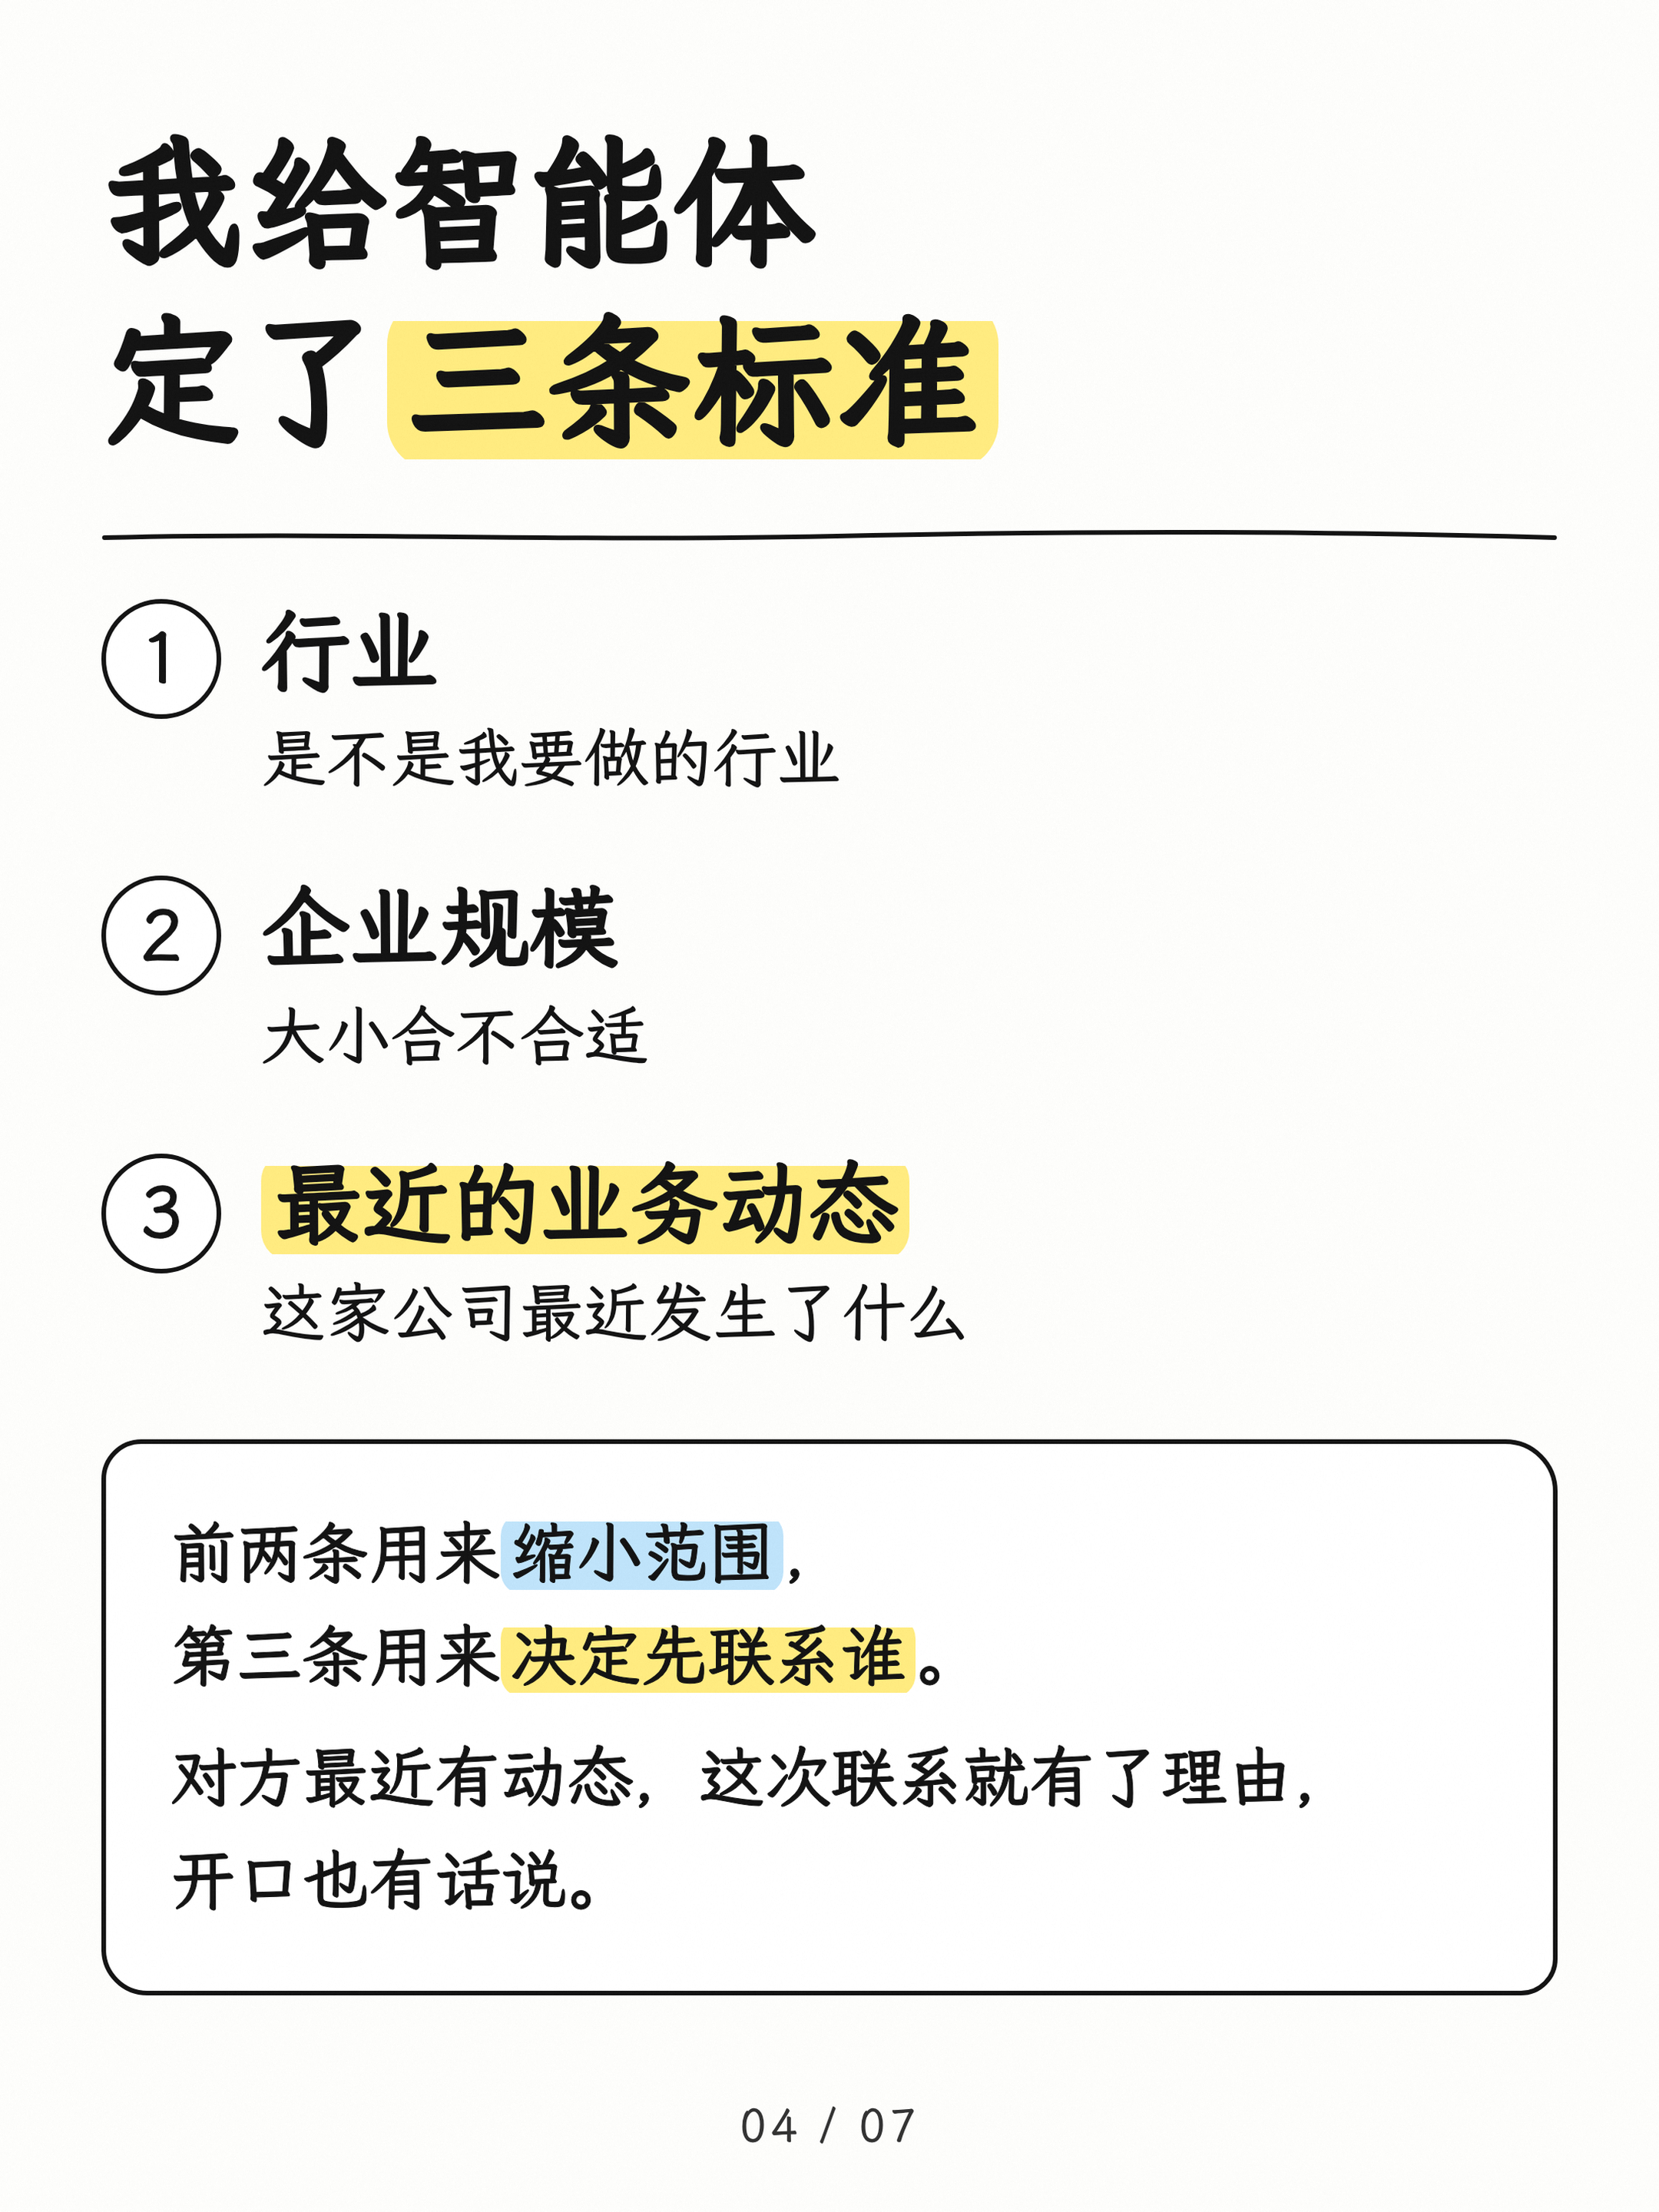 我给智能体
定了三条标准
1 行业
是不是我要做的行业
2 企业规模
大小合不合适
3 最近的业务动态
这家公司最近发生了什么
前两条用来缩小范围，
第三条用来决定先联系谁。
对方最近有动态，这次联系就有了理由，
开口也有话说。
04 / 07